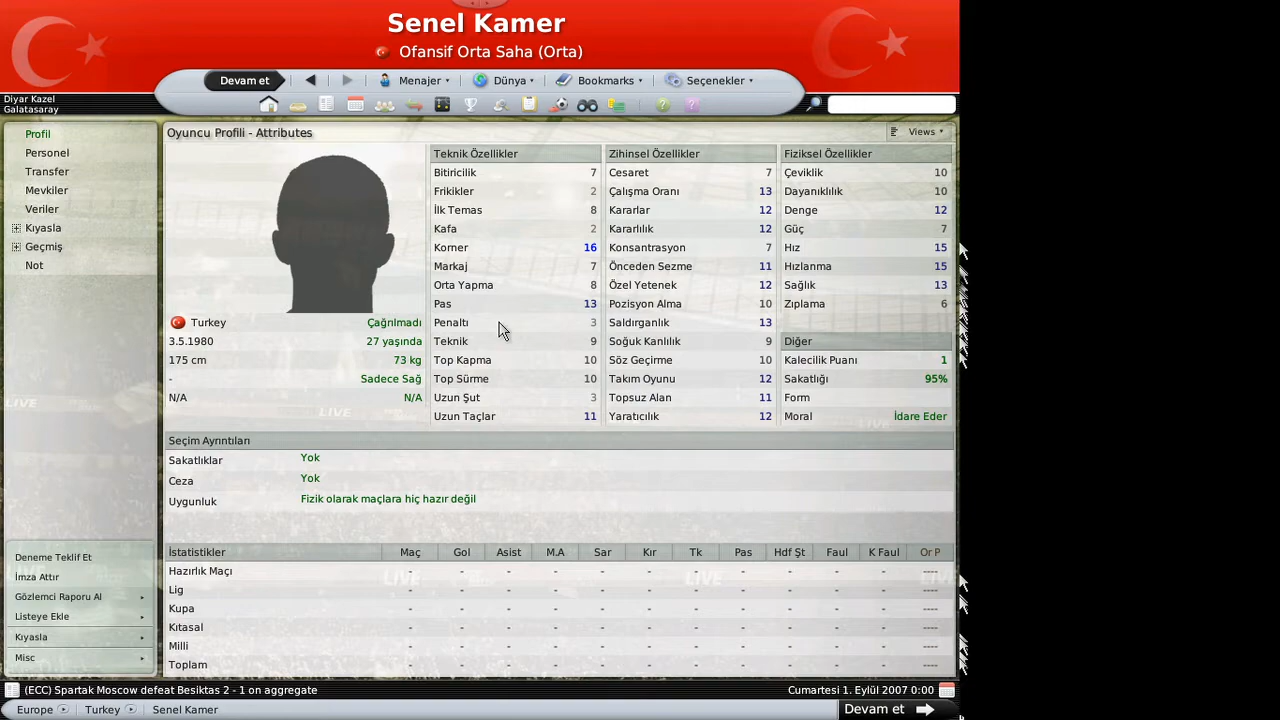 Senel Kamer
Ofansif Orta Saha (Orta)
Devam et Menajer Dünya Bookmarks Seçenekler
Diyar Kazel
Galatasaray
Profil
Personel
Transfer
Mevkiler
Veriler
Kıyasla
Geçmiş
Not
Oyuncu Profili - Attributes Views
Turkey Çağrılmadı
3.5.1980 27 yaşında
175 cm 73 kg
- Sadece Sağ
N/A N/A
Teknik Özellikler
Bitiricilik 7
Frikikler 2
İlk Temas 8
Kafa 2
Korner 16
Markaj 7
Orta Yapma 8
Pas 13
Penaltı 3
Teknik 9
Top Kapma 10
Top Sürme 10
Uzun Şut 3
Uzun Taçlar 11
Zihinsel Özellikler
Cesaret 7
Çalışma Oranı 13
Kararlar 12
Kararlılık 12
Konsantrasyon 7
Önceden Sezme 11
Özel Yetenek 12
Pozisyon Alma 10
Saldırganlık 13
Soğuk Kanlılık 9
Söz Geçirme 10
Takım Oyunu 12
Topsuz Alan 11
Yaratıcılık 12
Fiziksel Özellikler
Çeviklik 10
Dayanıklılık 10
Denge 12
Güç 7
Hız 15
Hızlanma 15
Sağlık 13
Zıplama 6
Diğer
Kalecilik Puanı 1
Sakatlığı 95%
Form
Moral İdare Eder
Seçim Ayrıntıları
Sakatlıklar Yok
Ceza Yok
Uygunluk Fizik olarak maçlara hiç hazır değil
İstatistikler Maç Gol Asist M.A Sar Kır Tk Pas Hdf Şt Faul K Faul Or P
Hazırlık Maçı - - - - - - - - - - - ----
Lig - - - - - - - - - - - ----
Kupa - - - - - - - - - - - ----
Kıtasal - - - - - - - - - - - ----
Milli - - - - - - - - - - - ----
Toplam - - - - - - - - - - - ----
Deneme Teklif Et
İmza Attır
Gözlemci Raporu Al
Listeye Ekle
Kıyasla
Misc
(ECC) Spartak Moscow defeat Besiktas 2 - 1 on aggregate Cumartesi 1. Eylül 2007 0:00
Europe Turkey Senel Kamer Devam et